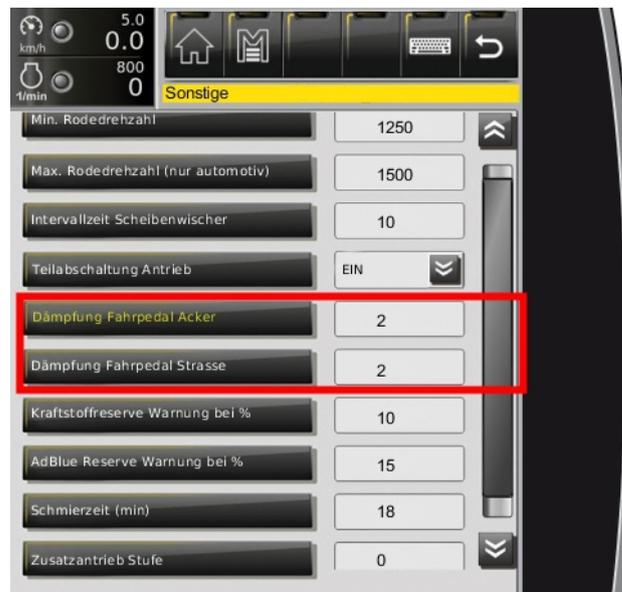 5.0
km/h 0.0
800
1/min 0
Sonstige
Min. Rodedrehzahl 1250
Max. Rodedrehzahl (nur automotiv) 1500
Intervallzeit Scheibenwischer 10
Teilabschaltung Antrieb EIN
Dämpfung Fahrpedal Acker 2
Dämpfung Fahrpedal Strasse 2
Kraftstoffreserve Warnung bei % 10
AdBlue Reserve Warnung bei % 15
Schmierzeit (min) 18
Zusatzantrieb Stufe 0